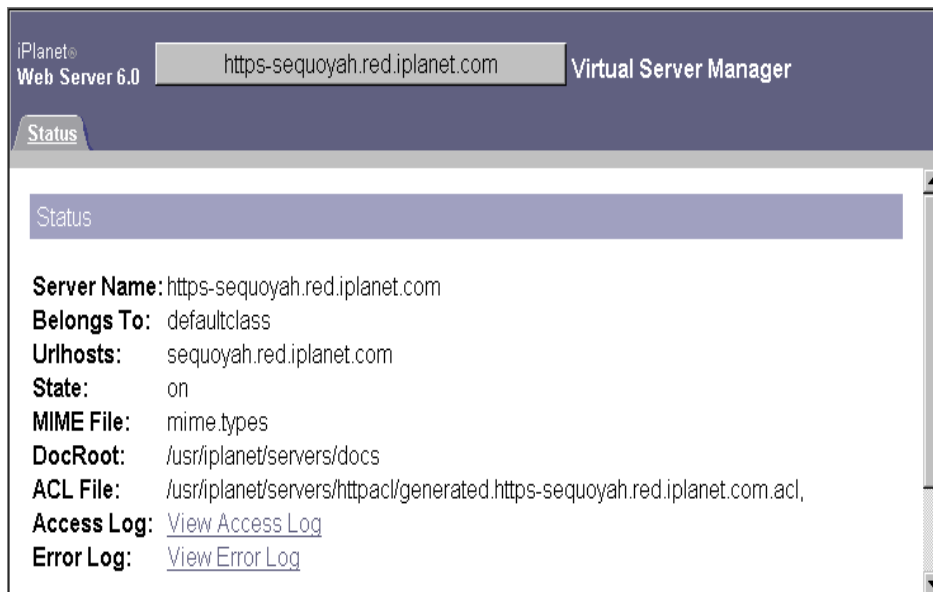 iPlanet®
Web Server 6.0
https-sequoyah.red.iplanet.com
Virtual Server Manager
Status
Status
Server Name: https-sequoyah.red.iplanet.com
Belongs To: defaultclass
Urlhosts: sequoyah.red.iplanet.com
State: on
MIME File: mime.types
DocRoot: /usr/iplanet/servers/docs
ACL File: /usr/iplanet/servers/httpacl/generated.https-sequoyah.red.iplanet.com.acl,
Access Log: View Access Log
Error Log: View Error Log